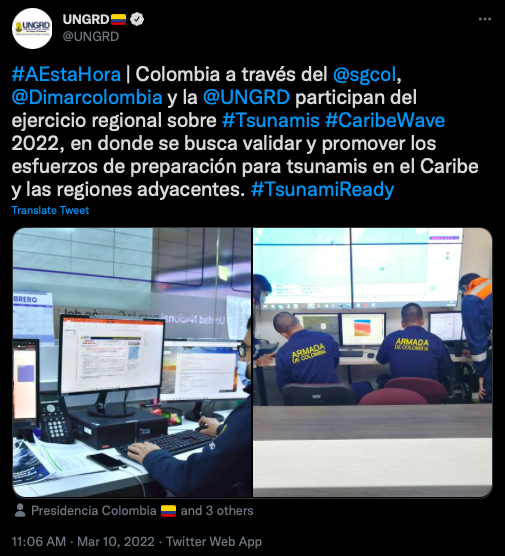 UNGRD
@UNGRD
#AEstaHora | Colombia a través del @sgcol,
@Dimarcolombia y la @UNGRD participan del
ejercicio regional sobre #Tsunamis #CaribeWave
2022, en donde se busca validar y promover los
esfuerzos de preparación para tsunamis en el Caribe
y las regiones adyacentes. #TsunamiReady
Translate Tweet
BRERO
ARMADA
DE COLOMBIA
ARMADA
DE COLOMBIA
Presidencia Colombia and 3 others
11:06 AM · Mar 10, 2022 · Twitter Web App